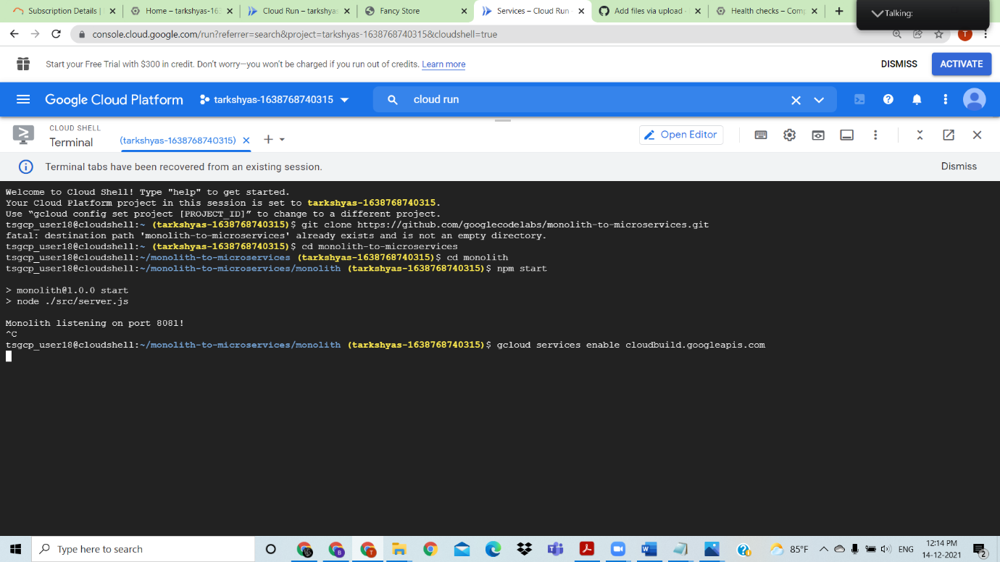 Subscription Details |
Home – tarkshyas-163
Cloud Run – tarkshyas
Fancy Store
Services – Cloud Run
Add files via upload ·
Health checks – Comp
Talking:
console.cloud.google.com/run?referrer=search&project=tarkshyas-1638768740315&cloudshell=true
T
Start your Free Trial with $300 in credit. Don't worry—you won't be charged if you run out of credits. Learn more
DISMISS
ACTIVATE
Google Cloud Platform
tarkshyas-1638768740315
cloud run
CLOUD SHELL
Terminal
(tarkshyas-1638768740315)
Open Editor
Terminal tabs have been recovered from an existing session.
Dismiss
Welcome to Cloud Shell! Type "help" to get started.
Your Cloud Platform project in this session is set to tarkshyas-1638768740315.
Use “gcloud config set project [PROJECT_ID]” to change to a different project.
tsgcp_user18@cloudshell:~ (tarkshyas-1638768740315)$ git clone https://github.com/googlecodelabs/monolith-to-microservices.git
fatal: destination path 'monolith-to-microservices' already exists and is not an empty directory.
tsgcp_user18@cloudshell:~ (tarkshyas-1638768740315)$ cd monolith-to-microservices
tsgcp_user18@cloudshell:~/monolith-to-microservices (tarkshyas-1638768740315)$ cd monolith
tsgcp_user18@cloudshell:~/monolith-to-microservices/monolith (tarkshyas-1638768740315)$ npm start
> monolith@1.0.0 start
> node ./src/server.js
Monolith listening on port 8081!
^C
tsgcp_user18@cloudshell:~/monolith-to-microservices/monolith (tarkshyas-1638768740315)$ gcloud services enable cloudbuild.googleapis.com
Type here to search
85°F
ENG
12:14 PM
14-12-2021
2